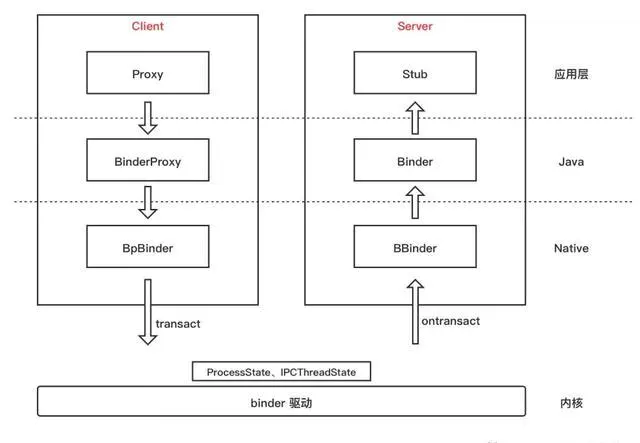 Client
Server
Proxy
Stub
应用层
BinderProxy
Binder
Java
BpBinder
BBinder
Native
transact
ontransact
ProcessState、IPCThreadState
binder 驱动
内核